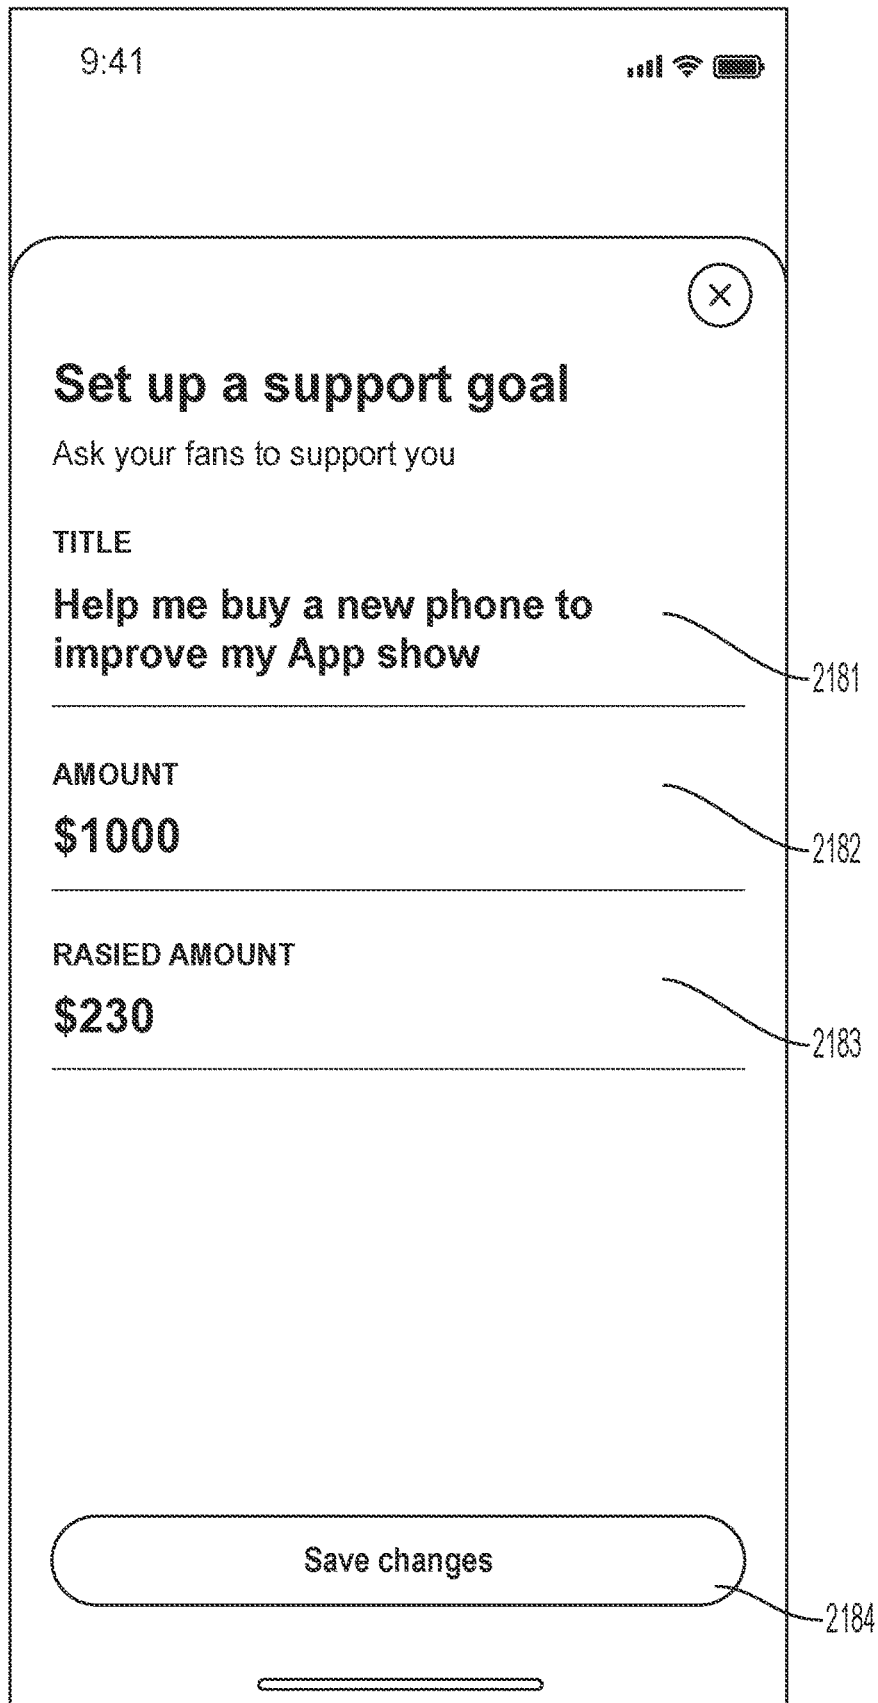 9:41
Set up a support goal
Ask your fans to support you
TITLE
Help me buy a new phone to
improve my App show
2181
AMOUNT
$1000
2182
RASIED AMOUNT
$230
2183
Save changes
2184